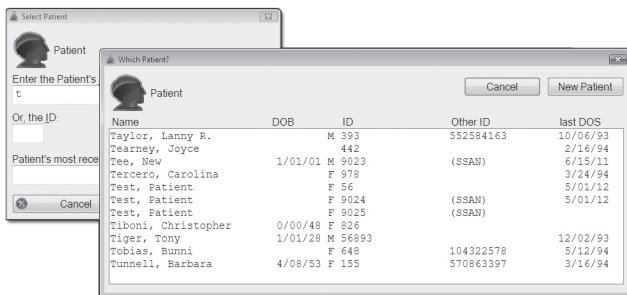 Select Patient
Patient
Enter the Patient's
t
Or, the ID:
Patient's most rece
Cancel
Which Patient?
Patient
Cancel
New Patient
Name DOB ID Other ID last DOS
Taylor, Lanny R. M 393 552584163 10/06/93
Tearney, Joyce 442 2/16/94
Tee, New 1/01/01 M 9023 (SSAN) 6/15/11
Tercero, Carolina F 978 3/24/94
Test, Patient F 56 5/01/12
Test, Patient F 9024 (SSAN) 5/01/12
Test, Patient F 9025 (SSAN)
Tiboni, Christopher 0/00/48 F 826
Tiger, Tony 1/01/28 M 56893 12/02/93
Tobias, Bunni F 648 104322578 5/12/94
Tunnell, Barbara 4/08/53 F 155 570863397 3/16/94